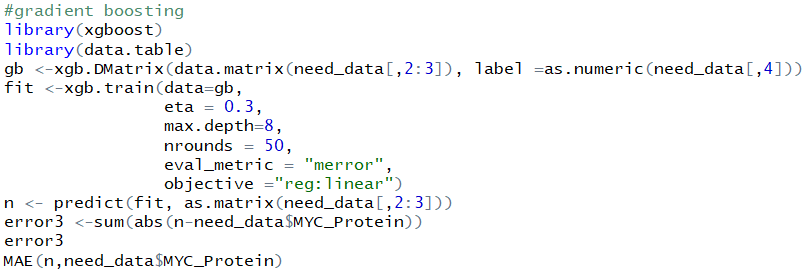 #gradient boosting
library(xgboost)
library(data.table)
gb <-xgb.DMatrix(data.matrix(need_data[,2:3]), label =as.numeric(need_data[,4]))
fit <-xgb.train(data=gb,
                eta = 0.3,
                max.depth=8,
                nrounds = 50,
                eval_metric = "merror",
                objective ="reg:linear")
n <- predict(fit, as.matrix(need_data[,2:3]))
error3 <-sum(abs(n-need_data$MYC_Protein))
error3
MAE(n,need_data$MYC_Protein)